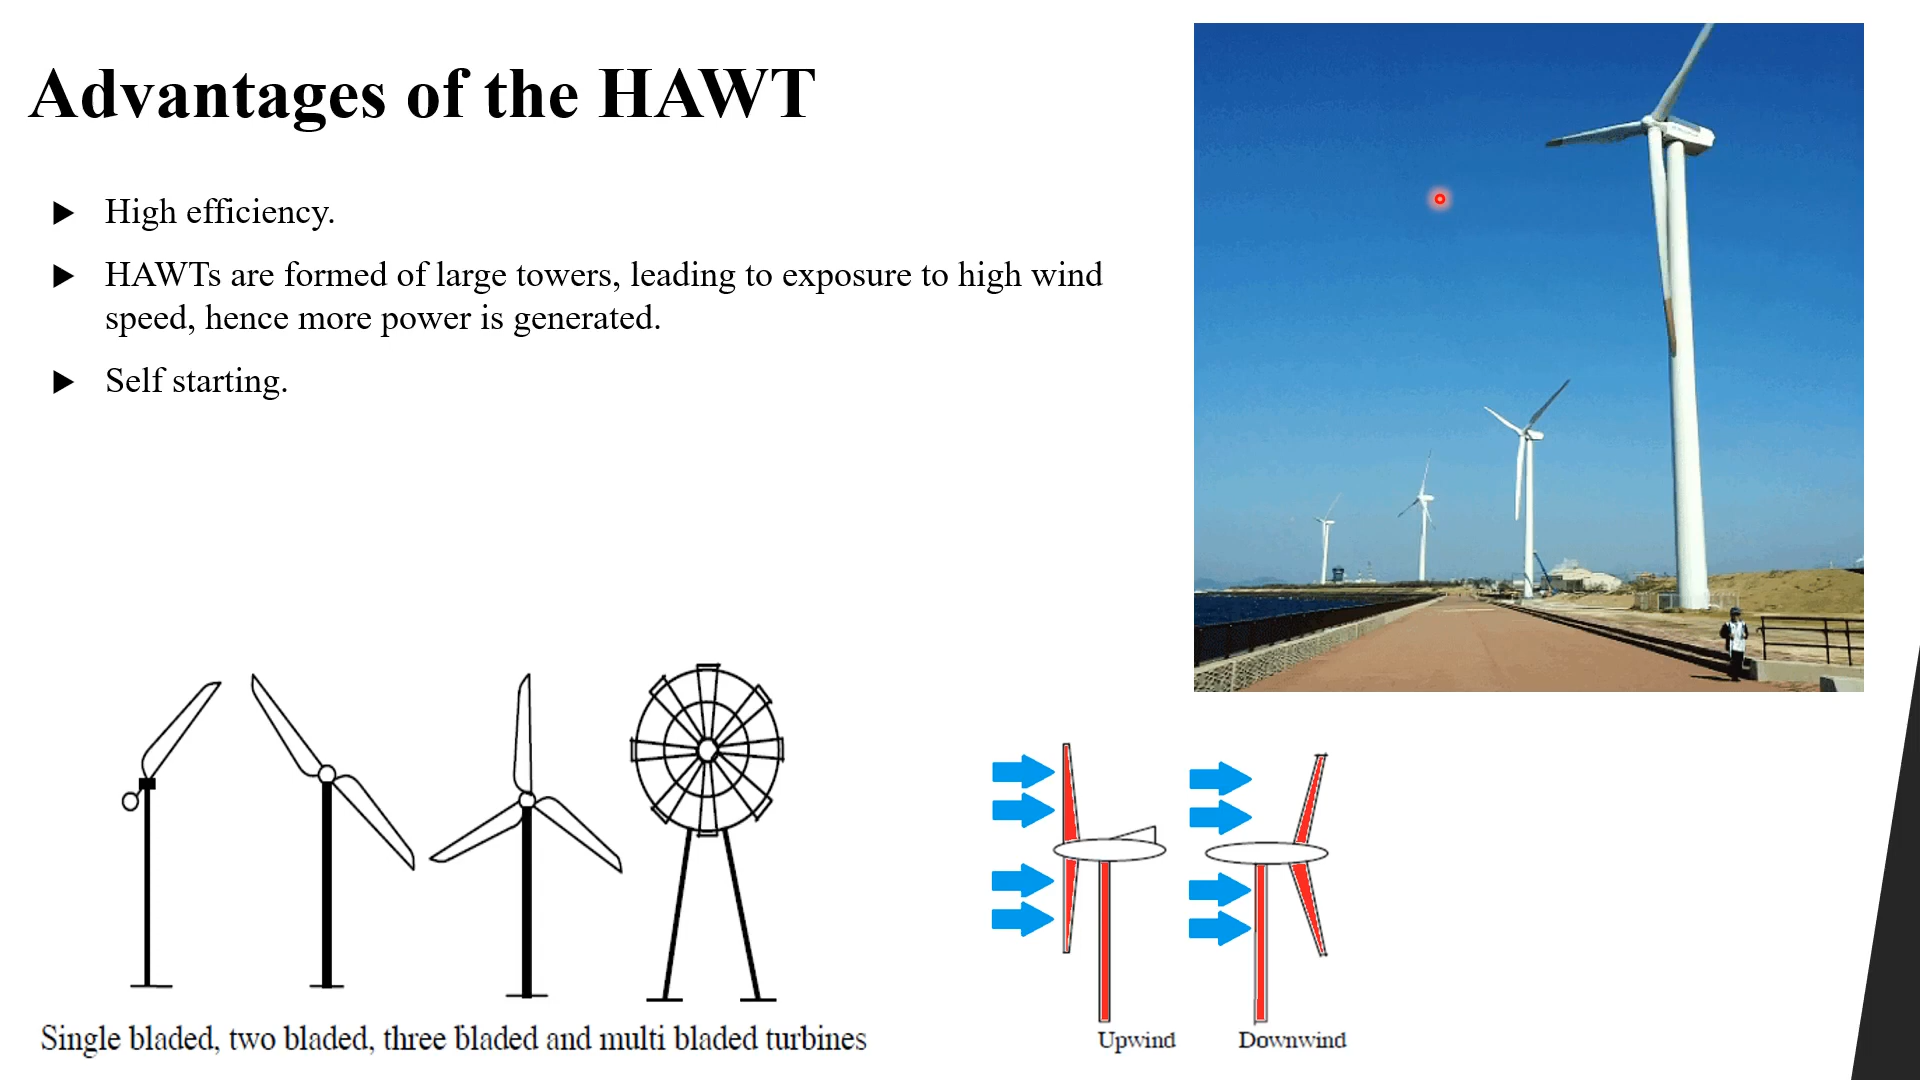 Advantages of the HAWT
High efficiency.
HAWTs are formed of large towers, leading to exposure to high wind
speed, hence more power is generated.
Self starting.
Single bladed, two bladed, three bladed and multi bladed turbines
Upwind
Downwind